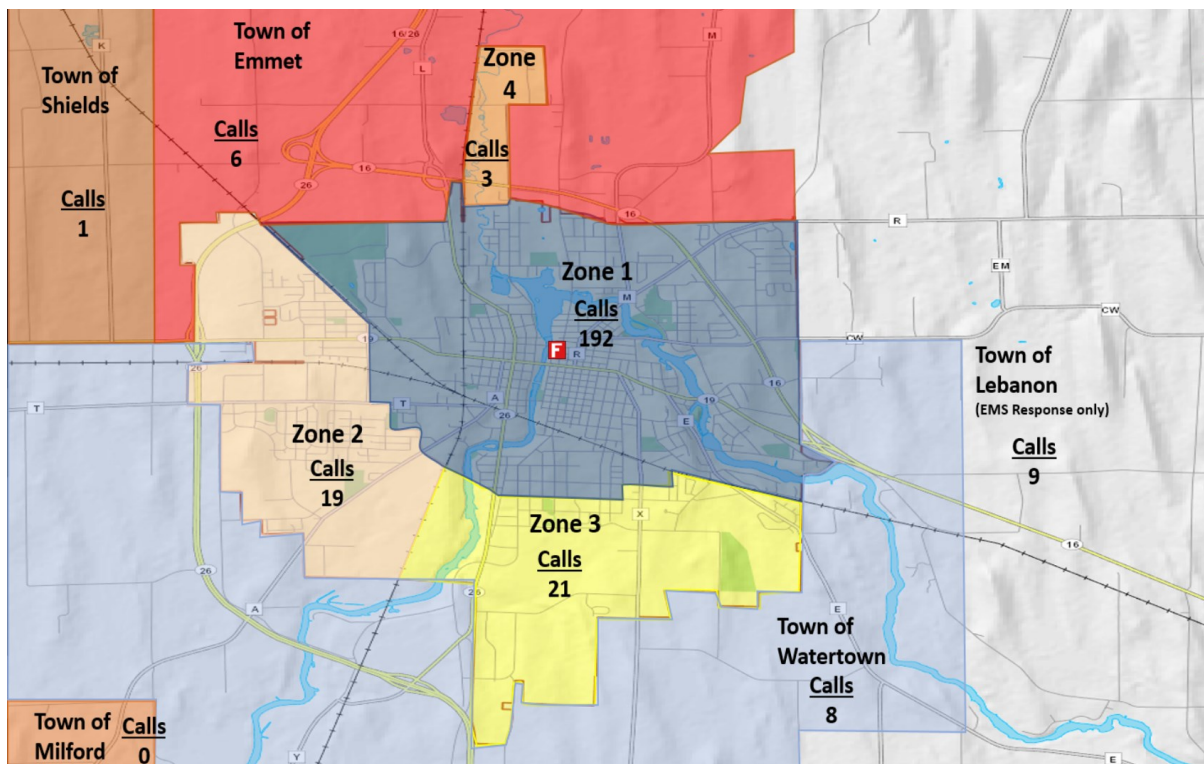 Town of
Emmet
Calls
6
Town of
Shields
Calls
1
Zone
4
Calls
3
Zone 1
Calls
192
Zone 2
Calls
19
Zone 3
Calls
21
Town of
Lebanon
(EMS Response only)
Calls
9
Town of
Watertown
Calls
8
Town of
Milford
Calls
0
K
16/26
L
M
26
16
16
R
M
EM
CW
CW
19
F
R
26
T
T
A
26
19
16
E
X
16
26
26
A
E
Y
E